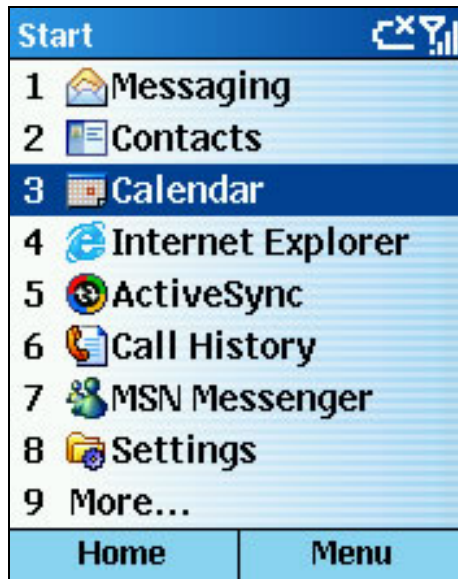 Start
1 Messaging
2 Contacts
3 Calendar
4 Internet Explorer
5 ActiveSync
6 Call History
7 MSN Messenger
8 Settings
9 More...
Home Menu